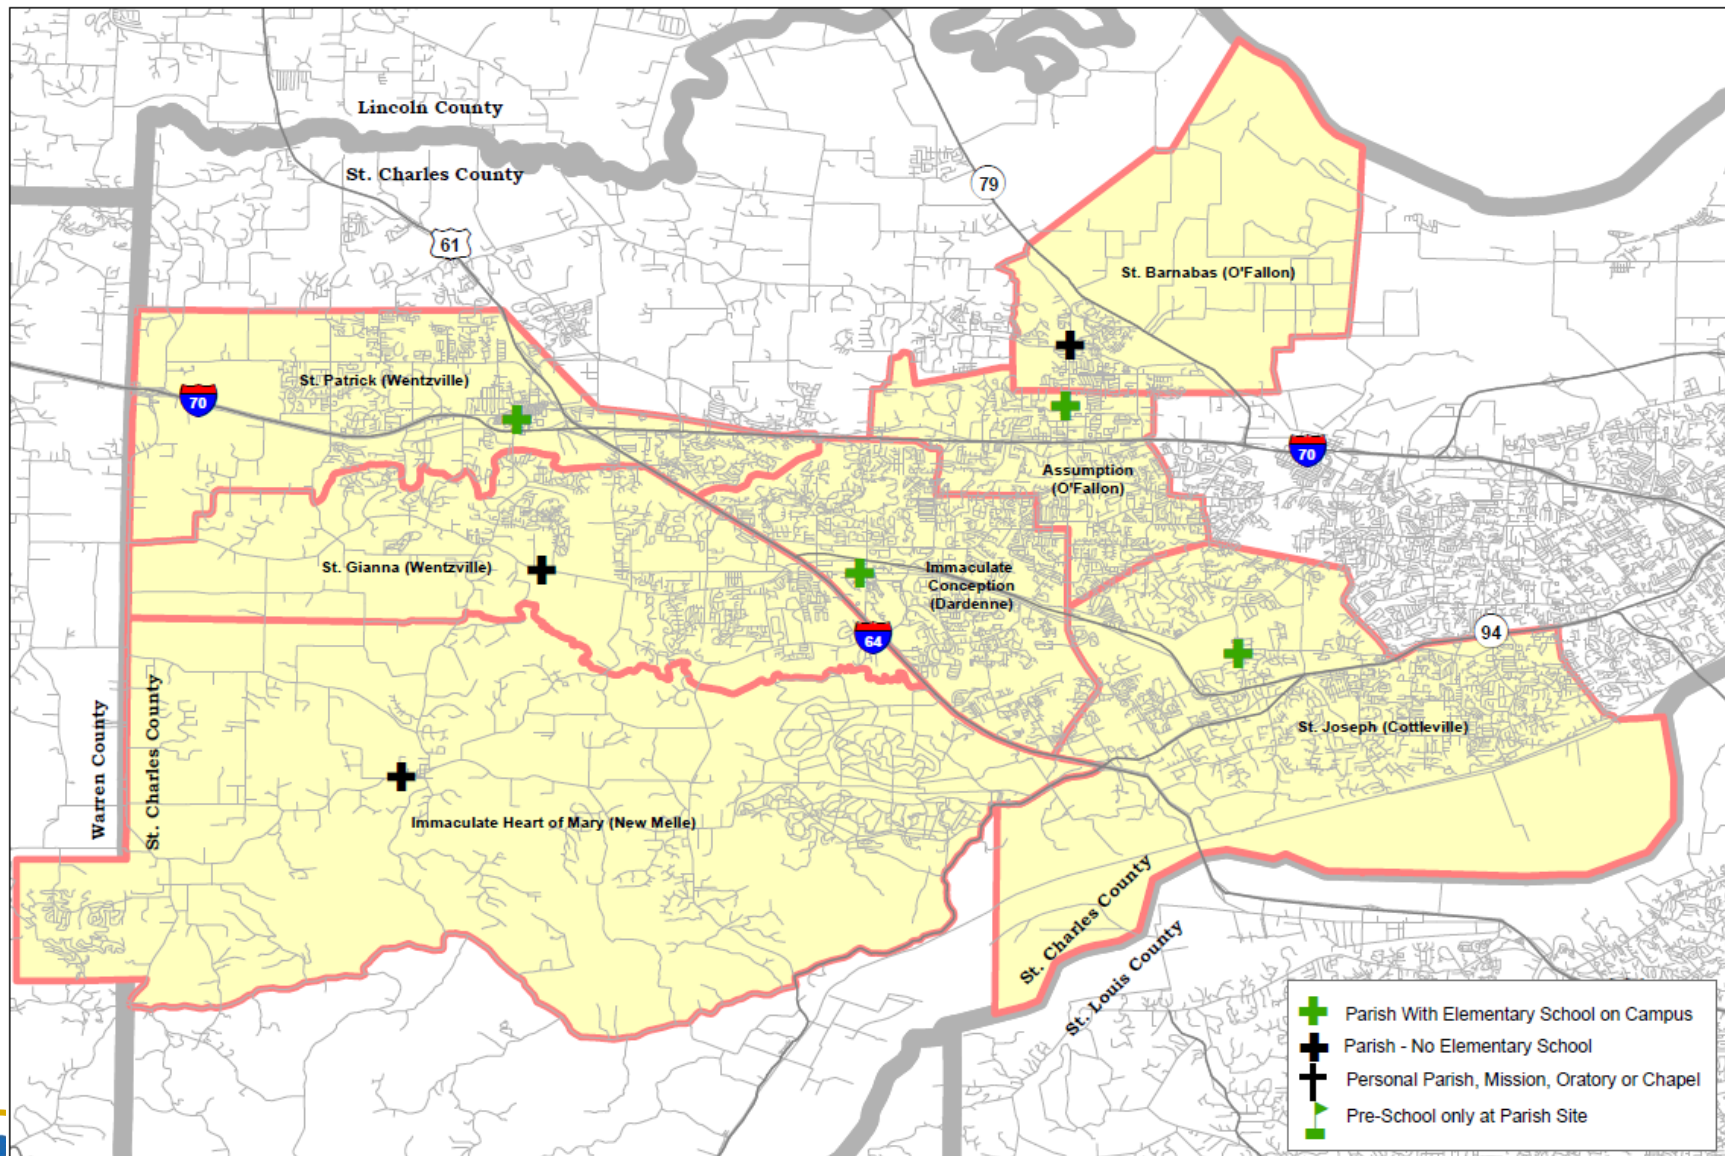 Lincoln County
St. Charles County
79
61
St. Barnabas (O'Fallon)
St. Patrick (Wentzville)
70
70
Assumption
(O'Fallon)
St. Gianna (Wentzville)
Immaculate
Conception
(Dardenne)
64
94
St. Joseph (Cottleville)
Warren County
St. Charles County
Immaculate Heart of Mary (New Melle)
St. Charles County
St. Louis County
Parish With Elementary School on Campus
Parish - No Elementary School
Personal Parish, Mission, Oratory or Chapel
Pre-School only at Parish Site